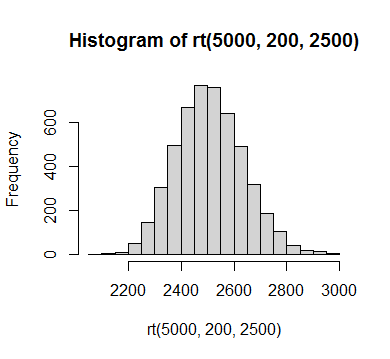 Histogram of rt(5000, 200, 2500)
Frequency
600
400
200
0
2200 2400 2600 2800 3000
rt(5000, 200, 2500)